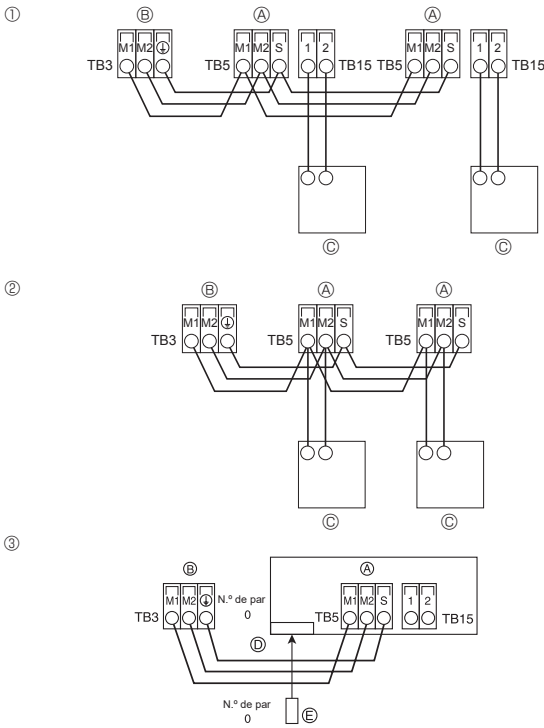 ①
Ⓑ Ⓐ Ⓐ
TB3 M1 M2 ⏚ TB5 M1 M2 S 1 2 TB15 TB5 M1 M2 S 1 2 TB15
Ⓒ Ⓒ
②
Ⓑ Ⓐ Ⓐ
TB3 M1 M2 ⏚ TB5 M1 M2 S TB5 M1 M2 S
Ⓒ Ⓒ
③
Ⓑ Ⓐ
TB3 M1 M2 ⏚ N.º de par
0
TB5 M1 M2 S 1 2 TB15
Ⓓ
N.º de par
0
Ⓔ